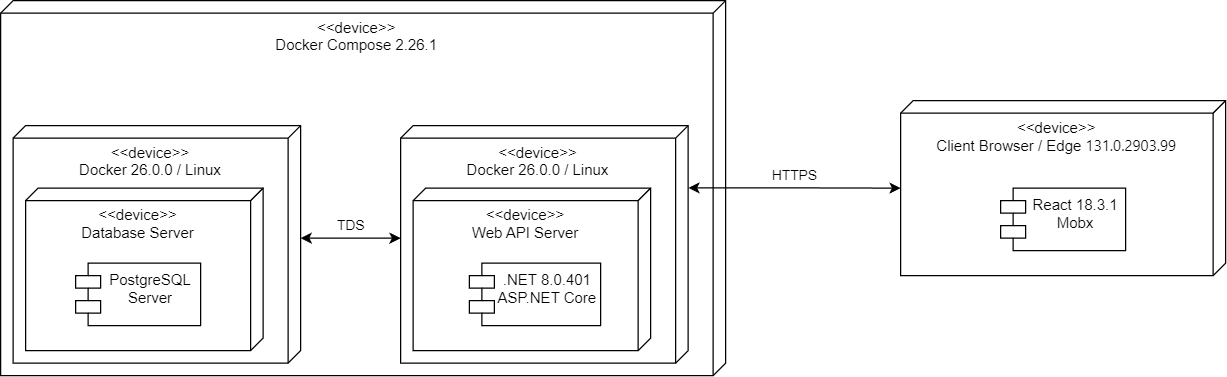 <<device>>
Docker Compose 2.26.1
<<device>>
Docker 26.0.0 / Linux
<<device>>
Database Server
PostgreSQL
Server
TDS
<<device>>
Docker 26.0.0 / Linux
<<device>>
Web API Server
.NET 8.0.401
ASP.NET Core
HTTPS
<<device>>
Client Browser / Edge 131.0.2903.99
React 18.3.1
Mobx